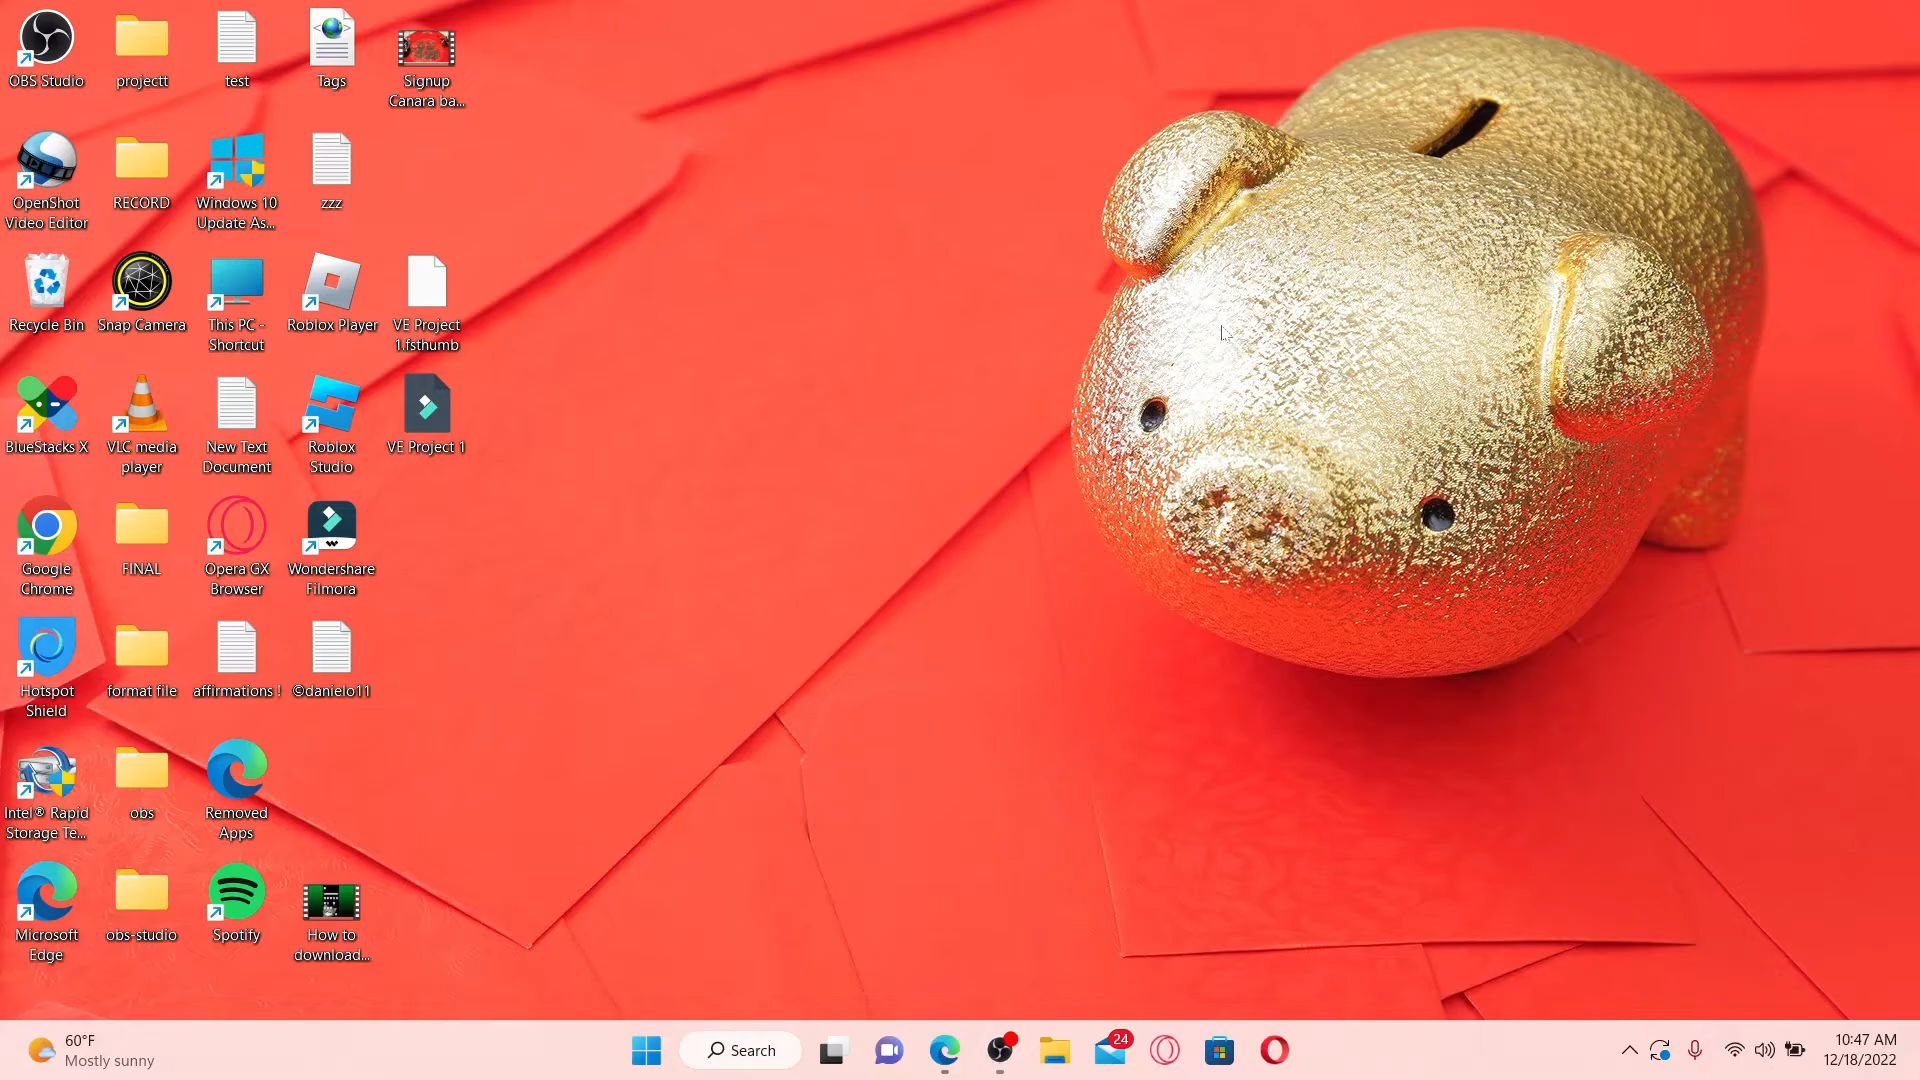 OBS Studio
projectt
test
Tags
Signup
Canara ba...
OpenShot
Video Editor
RECORD
Windows 10
Update As...
zzz
Recycle Bin
Snap Camera
This PC -
Shortcut
Roblox Player
VE Project
1.fsthumb
BlueStacks X
VLC media
player
New Text
Document
Roblox
Studio
VE Project 1
Google
Chrome
FINAL
Opera GX
Browser
Wondershare
Filmora
Hotspot
Shield
format file
affirmations !
©danielo11
Intel® Rapid
Storage Te...
obs
Removed
Apps
Microsoft
Edge
obs-studio
Spotify
How to
download...
60°F
Mostly sunny
Search
24
10:47 AM
12/18/2022